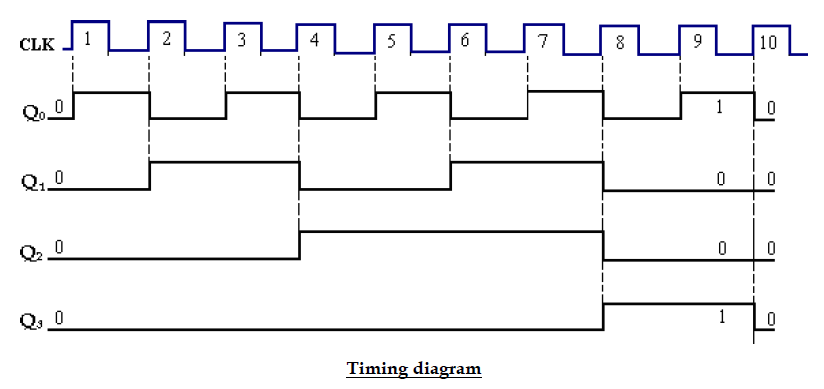 CLK 1 2 3 4 5 6 7 8 9 10
Q₀ 0 1 0
Q₁ 0 0 0
Q₂ 0 0 0
Q₃ 0 1 0
Timing diagram